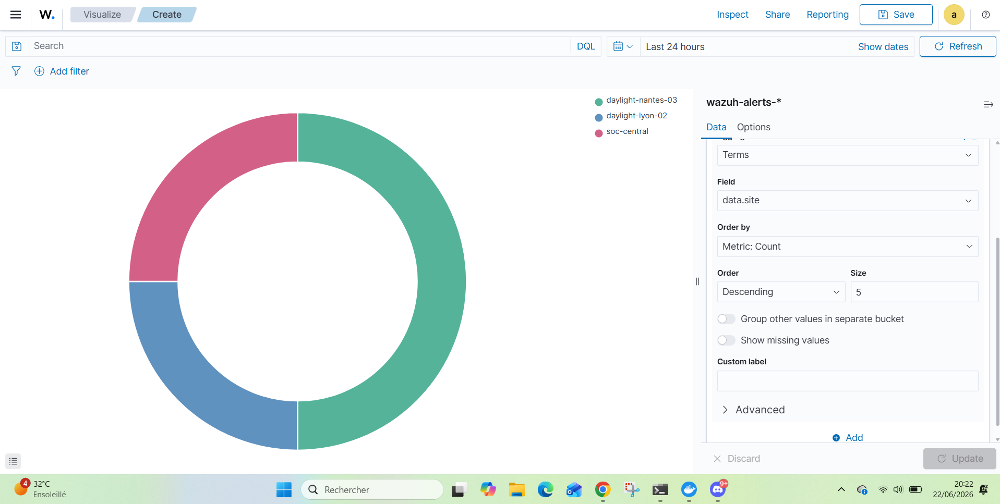 W.
Visualize
Create
Inspect
Share
Reporting
Save
a
Search
DQL
Last 24 hours
Show dates
Refresh
Add filter
daylight-nantes-03
daylight-lyon-02
soc-central
wazuh-alerts-*
Data
Options
Terms
Field
data.site
Order by
Metric: Count
Order
Size
Descending
5
Group other values in separate bucket
Show missing values
Custom label
Advanced
Add
Discard
Update
4
32°C
Ensoleillé
Rechercher
9+
20:22
22/06/2026